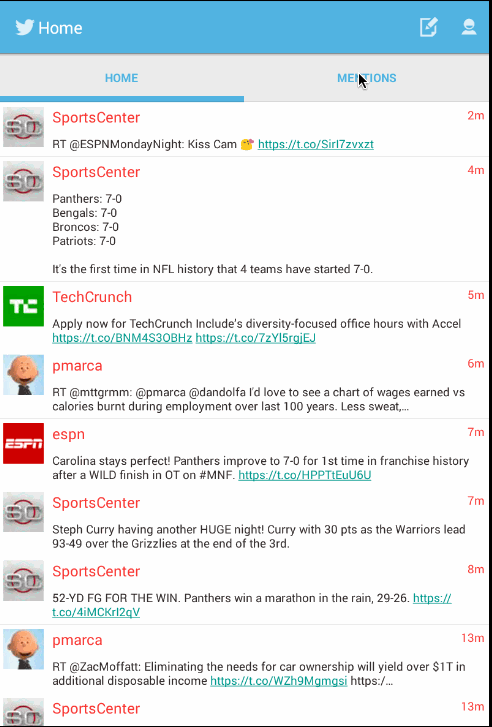 Home
HOME
MENTIONS
SportsCenter
2m
RT @ESPNMondayNight: Kiss Cam 😘 https://t.co/SirI7zvxzt
SportsCenter
4m
Panthers: 7-0
Bengals: 7-0
Broncos: 7-0
Patriots: 7-0
It's the first time in NFL history that 4 teams have started 7-0.
TechCrunch
5m
Apply now for TechCrunch Include's diversity-focused office hours with Accel
https://t.co/BNM4S3OBHz https://t.co/7zYl5rgjEJ
pmarca
6m
RT @mttgrmm: @pmarca @dandolfa I'd love to see a chart of wages earned vs
calories burnt during employment over last 100 years. Less sweat,...
espn
7m
Carolina stays perfect! Panthers improve to 7-0 for 1st time in franchise history
after a WILD finish in OT on #MNF. https://t.co/HPPTtEuU6U
SportsCenter
7m
Steph Curry having another HUGE night! Curry with 30 pts as the Warriors lead
93-49 over the Grizzlies at the end of the 3rd.
SportsCenter
8m
52-YD FG FOR THE WIN. Panthers win a marathon in the rain, 29-26. https://
t.co/4iMCKrl2qV
pmarca
13m
RT @ZacMoffatt: Eliminating the needs for car ownership will yield over $1T in
additional disposable income https://t.co/WZh9Mgmgsi https:/...
SportsCenter
13m